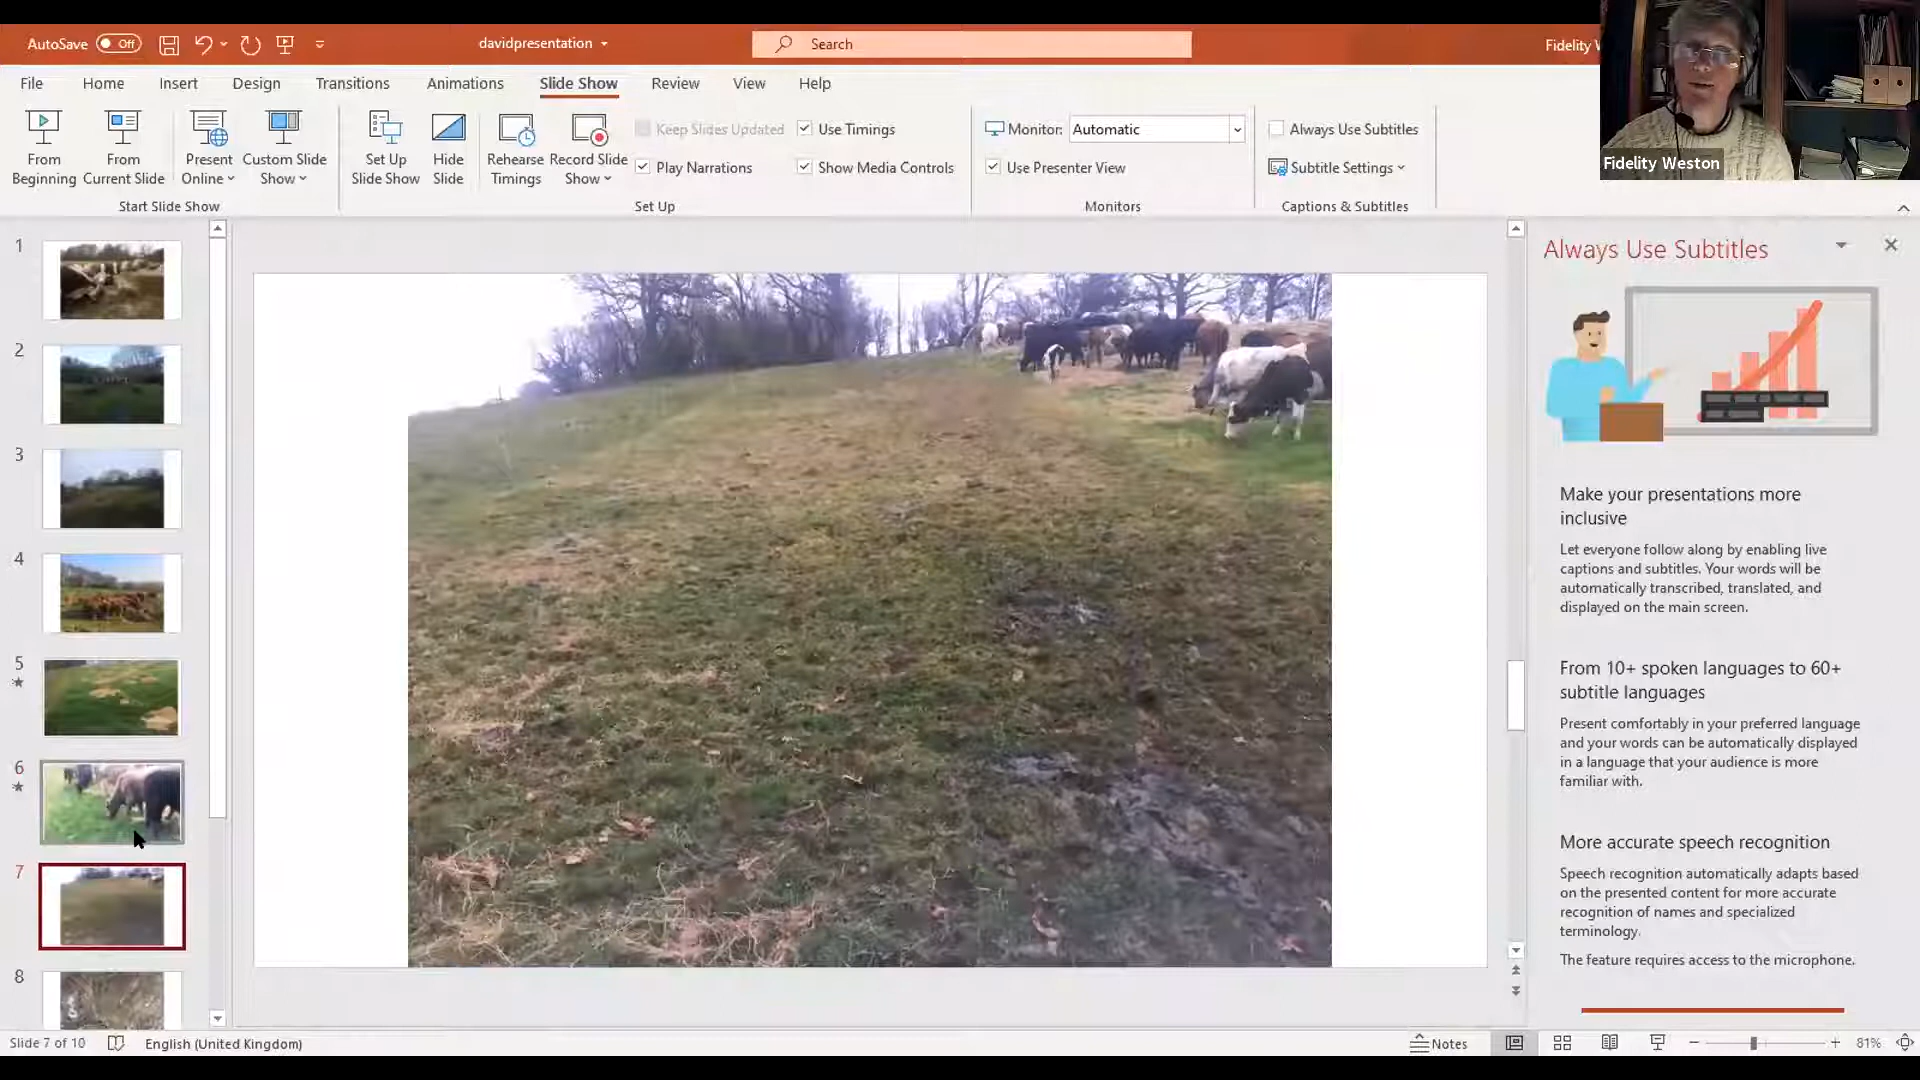 AutoSave Off
davidpresentation
Search
Fidelity W
File Home Insert Design Transitions Animations Slide Show Review View Help
From Beginning
From Current Slide
Present Online
Custom Slide Show
Set Up Slide Show
Hide Slide
Rehearse Timings
Record Slide Show
Keep Slides Updated
Use Timings
Play Narrations
Show Media Controls
Monitor: Automatic
Use Presenter View
Always Use Subtitles
Subtitle Settings
Start Slide Show
Set Up
Monitors
Captions & Subtitles
Fidelity Weston
1
2
3
4
5
6
7
8
Always Use Subtitles
Make your presentations more
inclusive
Let everyone follow along by enabling live
captions and subtitles. Your words will be
automatically transcribed, translated, and
displayed on the main screen.
From 10+ spoken languages to 60+
subtitle languages
Present comfortably in your preferred language
and your words can be automatically displayed
in a language that your audience is more
familiar with.
More accurate speech recognition
Speech recognition automatically adapts based
on the presented content for more accurate
recognition of names and specialized
terminology.
The feature requires access to the microphone.
Slide 7 of 10
English (United Kingdom)
Notes
81%